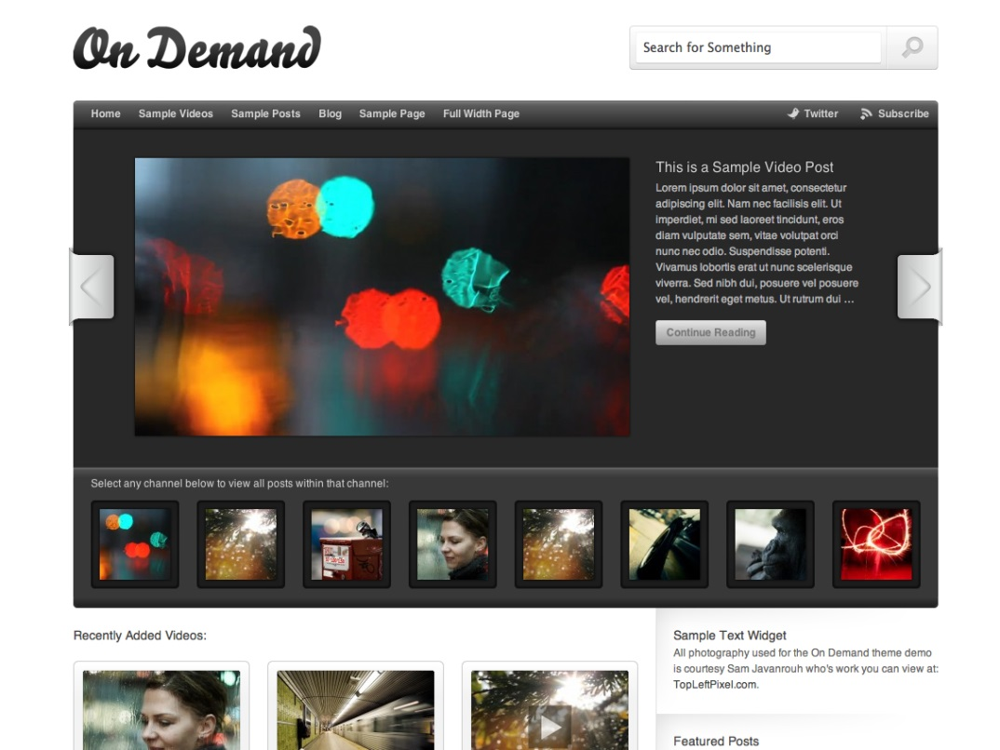 On Demand
Search for Something
Home Sample Videos Sample Posts Blog Sample Page Full Width Page Twitter Subscribe
This is a Sample Video Post
Lorem ipsum dolor sit amet, consectetur
adipiscing elit. Nam nec facilisis elit. Ut
imperdiet, mi sed laoreet tincidunt, eros
diam vulputate sem, vitae volutpat orci
nunc nec odio. Suspendisse potenti.
Vivamus lobortis erat ut nunc scelerisque
viverra. Sed nibh dui, posuere vel posuere
vel, hendrerit eget metus. Ut rutrum dui ...
Continue Reading
Select any channel below to view all posts within that channel:
Recently Added Videos:
Sample Text Widget
All photography used for the On Demand theme demo
is courtesy Sam Javanrouh who's work you can view at:
TopLeftPixel.com.
Featured Posts